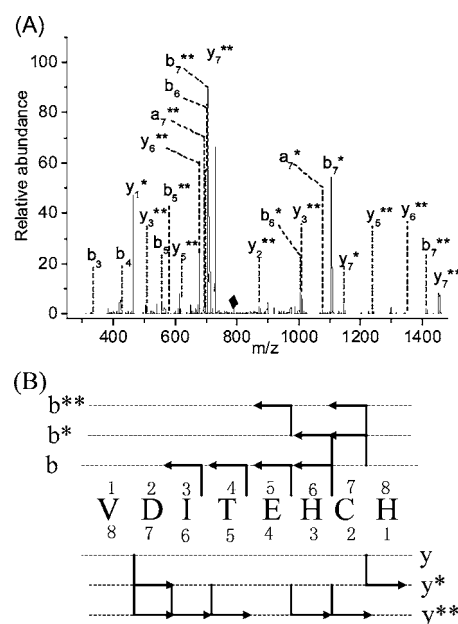 (A)
Relative abundance
100
80
60
40
20
0
b7** y7**
b6
a7**
y6**
y1*
y3**
b5**
b3
b4
b5
y5**
y2**
b6*
y3**
a7*
b7*
y7*
y5**
y6**
b7**
y7**
400 600 800 1000 1200 1400
m/z
(B)
b**
b*
b
1 2 3 4 5 6 7 8
V D I T E H C H
8 7 6 5 4 3 2 1
y
y*
y**